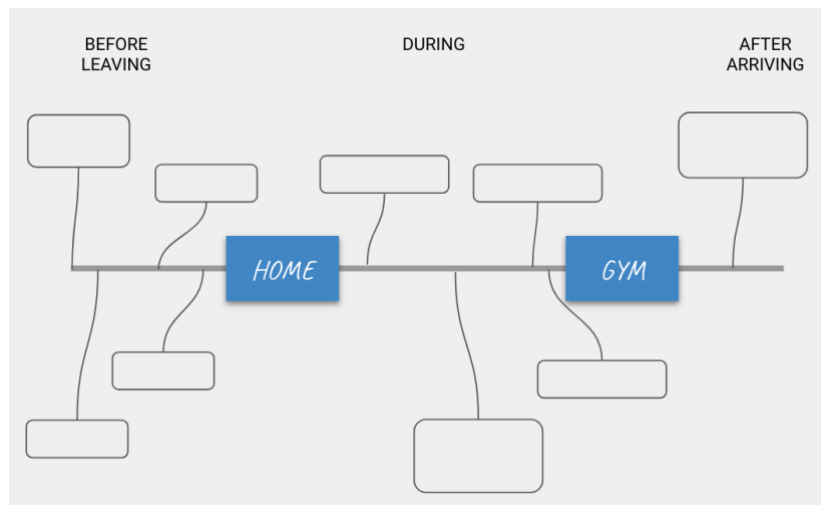 BEFORE
LEAVING
DURING
AFTER
ARRIVING
HOME
GYM